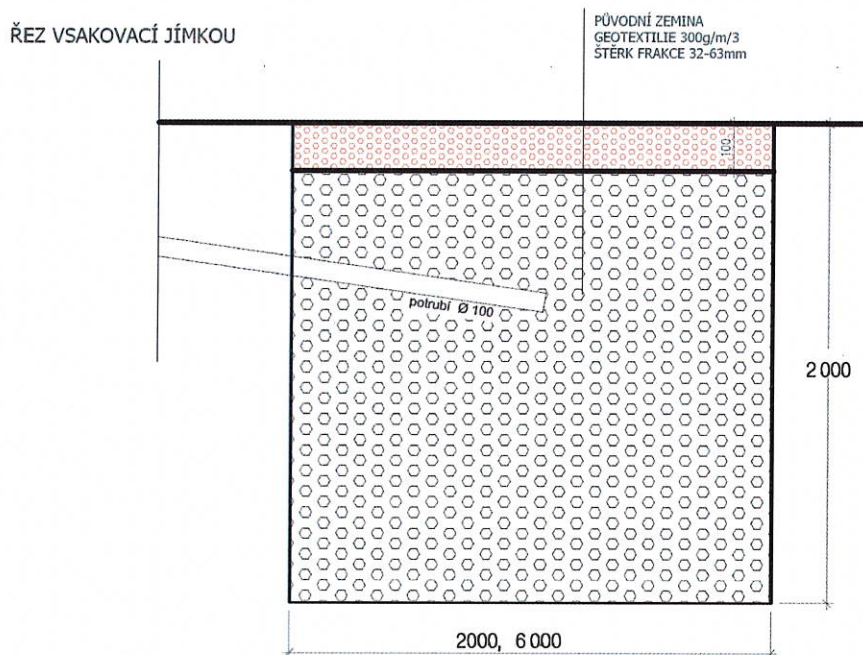 ŘEZ VSAKOVACÍ JÍMKOU
PŮVODNÍ ZEMINA
GEOTEXTILIE 300g/m/3
ŠTĚRK FRAKCE 32-63mm
100
potrubí Ø 100
2 000
2000, 6 000